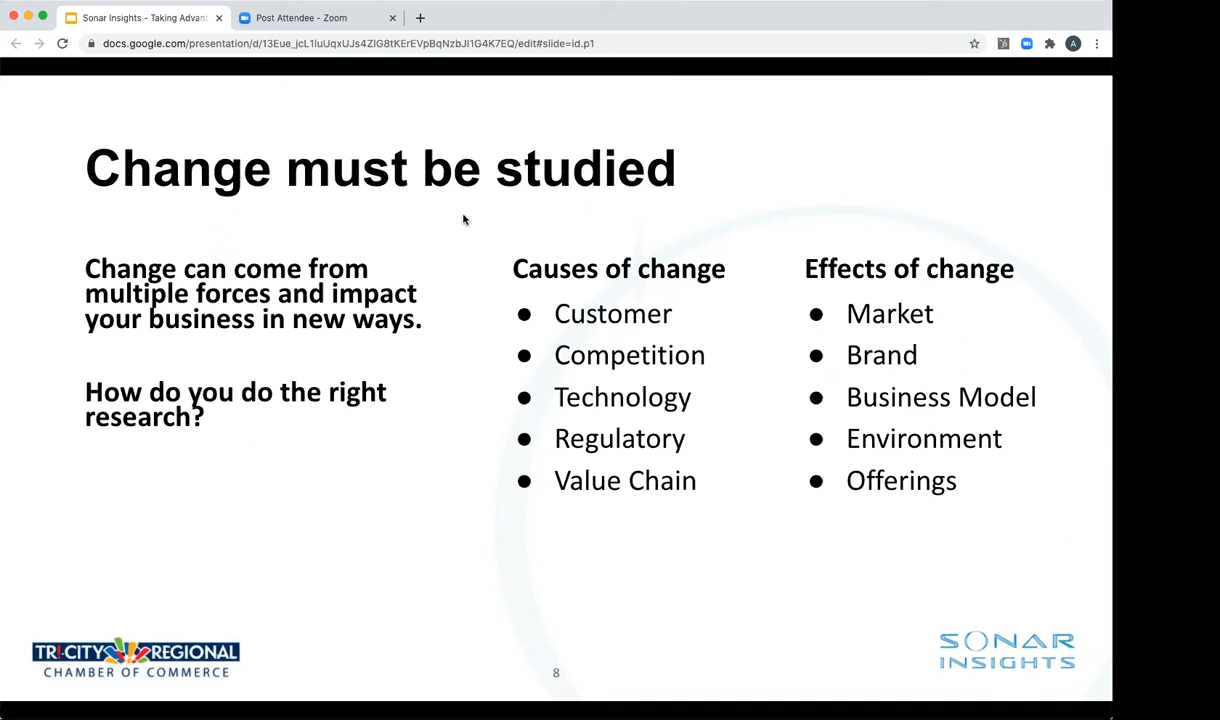 Sonar Insights - Taking Advant
Post Attendee - Zoom
docs.google.com/presentation/d/13Eue_jcL1luUqxUJs4ZlG8tKErEVpBqNzbJl1G4K7EQ/edit#slide=id.p1
A
Change must be studied
Change can come from
multiple forces and impact
your business in new ways.
How do you do the right
research?
Causes of change
● Customer
● Competition
● Technology
● Regulatory
● Value Chain
Effects of change
● Market
● Brand
● Business Model
● Environment
● Offerings
TRI-CITY REGIONAL
CHAMBER OF COMMERCE
8
SONAR
INSIGHTS